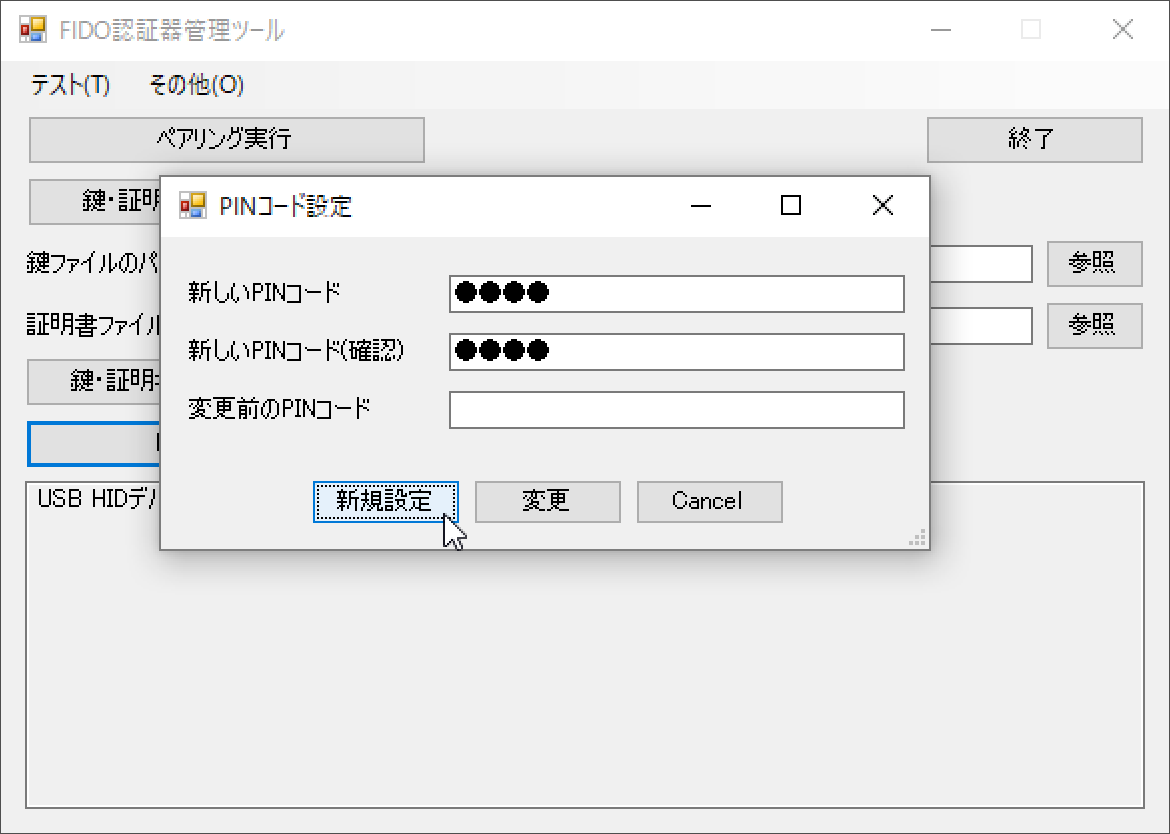 FIDO認証器管理ツール
テスト(T) その他(O)
ペアリング実行
終了
鍵・証明
PINコード設定
鍵ファイルのパ
参照
新しいPINコード
証明書ファイル
参照
新しいPINコード(確認)
鍵・証明
変更前のPINコード
新規設定
変更
Cancel
USB HIDデバ